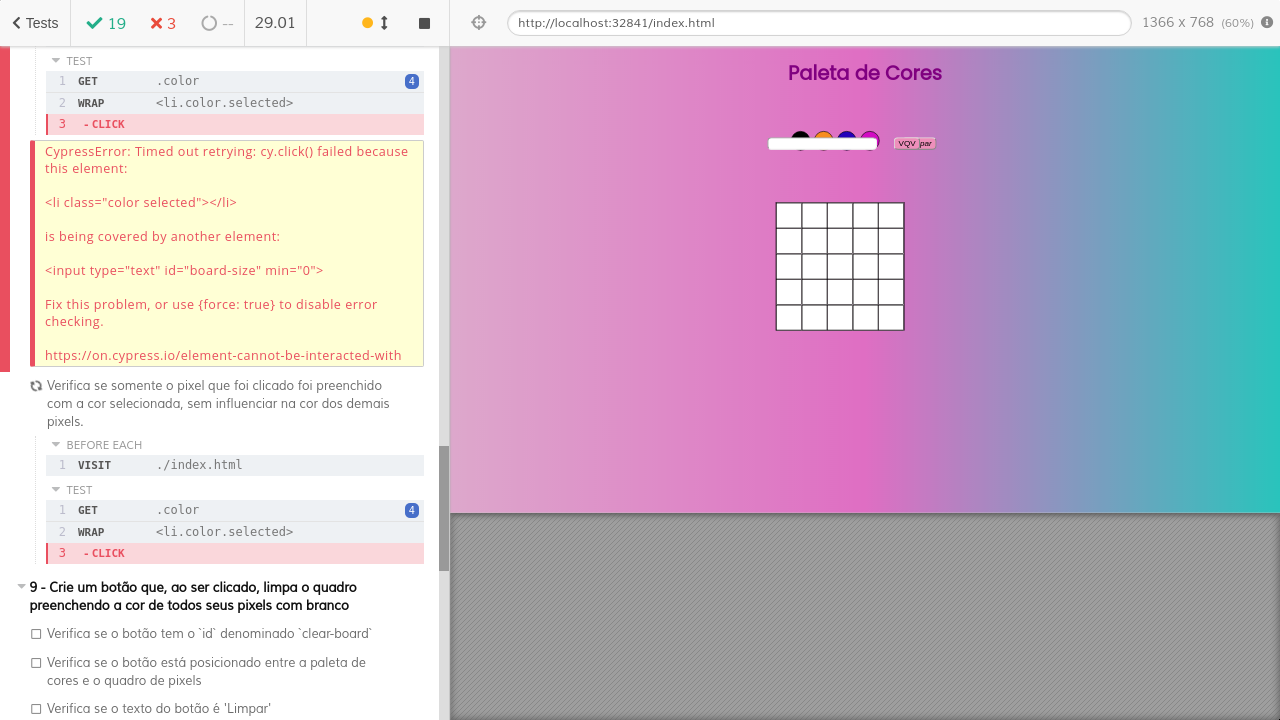 Tests
19
3
--
29.01
http://localhost:32841/index.html
1366 x 768 (60%)
TEST
1 GET .color 4
2 WRAP <li.color.selected>
3 - CLICK
CypressError: Timed out retrying: cy.click() failed because
this element:
<li class="color selected"></li>
is being covered by another element:
<input type="text" id="board-size" min="0">
Fix this problem, or use {force: true} to disable error
checking.
https://on.cypress.io/element-cannot-be-interacted-with
Verifica se somente o pixel que foi clicado foi preenchido
com a cor selecionada, sem influenciar na cor dos demais
pixels.
BEFORE EACH
1 VISIT ./index.html
TEST
1 GET .color 4
2 WRAP <li.color.selected>
3 - CLICK
9 - Crie um botão que, ao ser clicado, limpa o quadro
preenchendo a cor de todos seus pixels com branco
Verifica se o botão tem o `id` denominado `clear-board`
Verifica se o botão está posicionado entre a paleta de
cores e o quadro de pixels
Verifica se o texto do botão é 'Limpar'
Paleta de Cores
VQV par